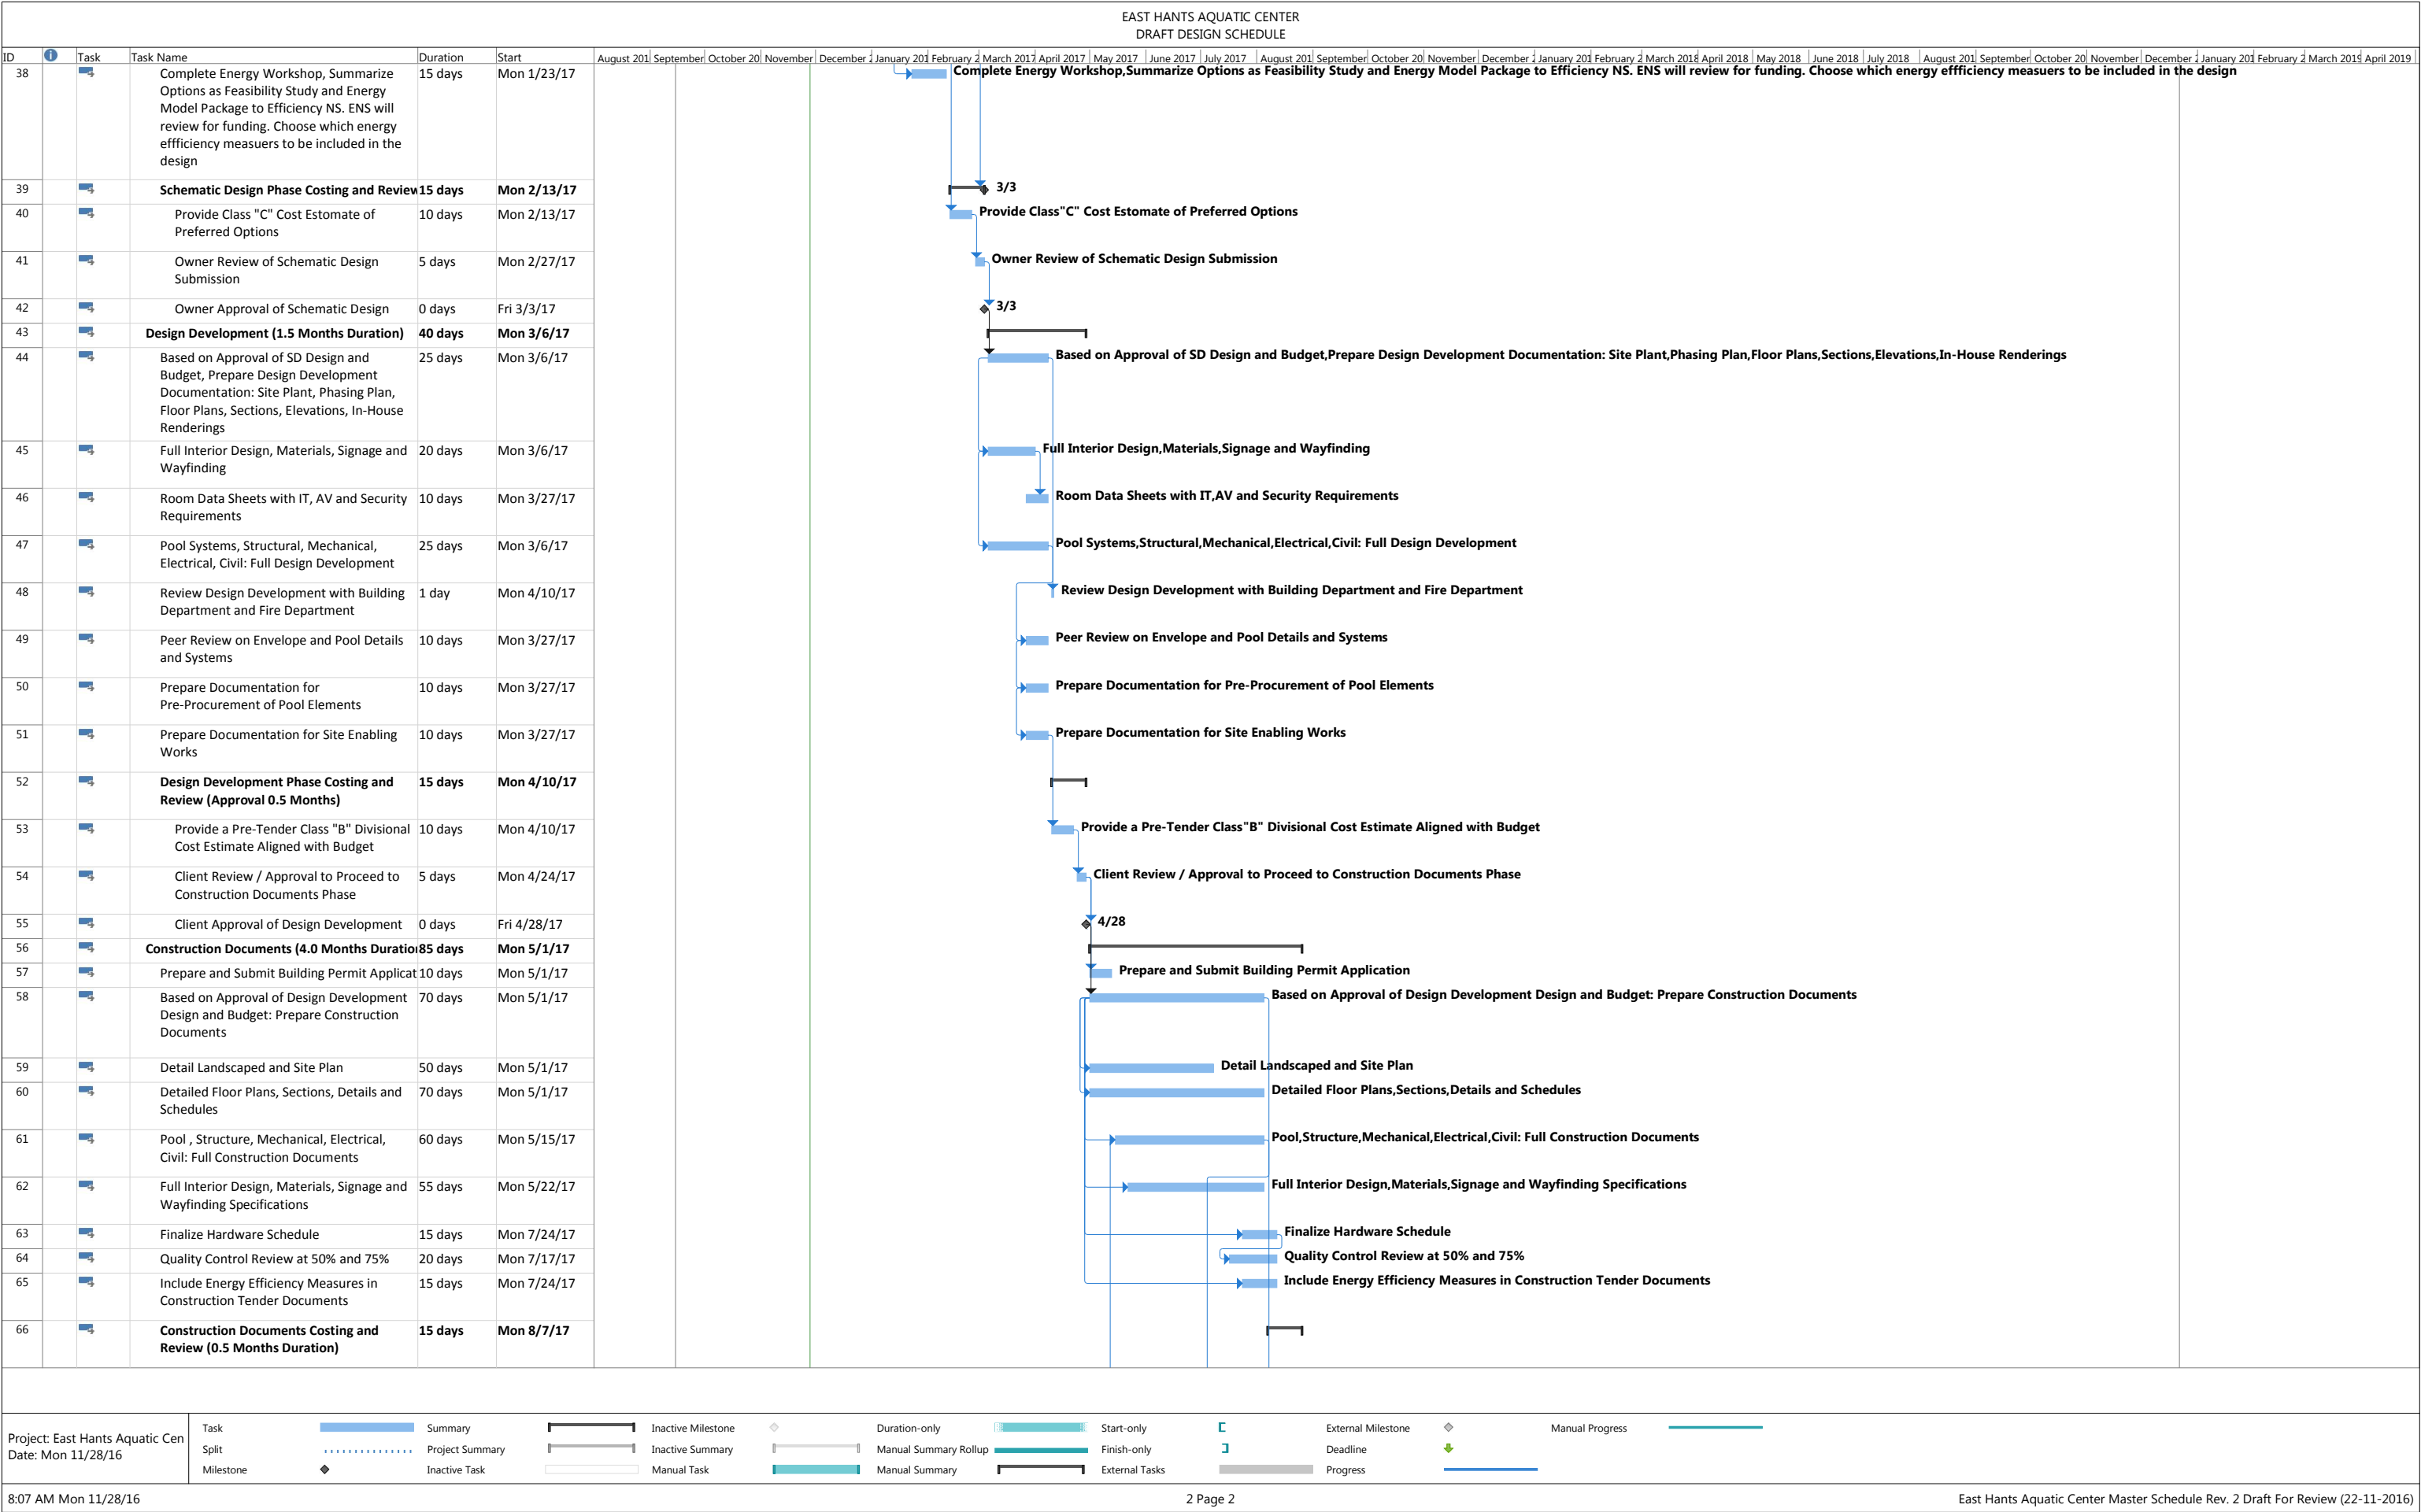 EAST HANTS AQUATIC CENTER
DRAFT DESIGN SCHEDULE
ID Task Task Name Duration Start August 201 September October 20 November December 2 January 201 February 2 March 2017 April 2017 May 2017 June 2017 July 2017 August 201 September October 20 November December 2 January 201 February 2 March 2018 April 2018 May 2018 June 2018 July 2018 August 201 September October 20 November December 2 January 201 February 2 March 2019 April 2019
38 Complete Energy Workshop, Summarize 15 days Mon 1/23/17 Complete Energy Workshop,Summarize Options as Feasibility Study and Energy Model Package to Efficiency NS. ENS will review for funding. Choose which energy effficiency measuers to be included in the design
Options as Feasibility Study and Energy
Model Package to Efficiency NS. ENS will
review for funding. Choose which energy
effficiency measuers to be included in the
design
39 Schematic Design Phase Costing and Review 15 days Mon 2/13/17 3/3
40 Provide Class "C" Cost Estomate of 10 days Mon 2/13/17 Provide Class"C" Cost Estomate of Preferred Options
Preferred Options
41 Owner Review of Schematic Design 5 days Mon 2/27/17 Owner Review of Schematic Design Submission
Submission
42 Owner Approval of Schematic Design 0 days Fri 3/3/17 3/3
43 Design Development (1.5 Months Duration) 40 days Mon 3/6/17
44 Based on Approval of SD Design and 25 days Mon 3/6/17 Based on Approval of SD Design and Budget,Prepare Design Development Documentation: Site Plant,Phasing Plan,Floor Plans,Sections,Elevations,In-House Renderings
Budget, Prepare Design Development
Documentation: Site Plant, Phasing Plan,
Floor Plans, Sections, Elevations, In-House
Renderings
45 Full Interior Design, Materials, Signage and 20 days Mon 3/6/17 Full Interior Design,Materials,Signage and Wayfinding
Wayfinding
46 Room Data Sheets with IT, AV and Security 10 days Mon 3/27/17 Room Data Sheets with IT,AV and Security Requirements
Requirements
47 Pool Systems, Structural, Mechanical, 25 days Mon 3/6/17 Pool Systems,Structural,Mechanical,Electrical,Civil: Full Design Development
Electrical, Civil: Full Design Development
48 Review Design Development with Building 1 day Mon 4/10/17 Review Design Development with Building Department and Fire Department
Department and Fire Department
49 Peer Review on Envelope and Pool Details 10 days Mon 3/27/17 Peer Review on Envelope and Pool Details and Systems
and Systems
50 Prepare Documentation for 10 days Mon 3/27/17 Prepare Documentation for Pre-Procurement of Pool Elements
Pre-Procurement of Pool Elements
51 Prepare Documentation for Site Enabling 10 days Mon 3/27/17 Prepare Documentation for Site Enabling Works
Works
52 Design Development Phase Costing and 15 days Mon 4/10/17
Review (Approval 0.5 Months)
53 Provide a Pre-Tender Class "B" Divisional 10 days Mon 4/10/17 Provide a Pre-Tender Class"B" Divisional Cost Estimate Aligned with Budget
Cost Estimate Aligned with Budget
54 Client Review / Approval to Proceed to 5 days Mon 4/24/17 Client Review / Approval to Proceed to Construction Documents Phase
Construction Documents Phase
55 Client Approval of Design Development 0 days Fri 4/28/17 4/28
56 Construction Documents (4.0 Months Duratio 85 days Mon 5/1/17
57 Prepare and Submit Building Permit Applicat 10 days Mon 5/1/17 Prepare and Submit Building Permit Application
58 Based on Approval of Design Development 70 days Mon 5/1/17 Based on Approval of Design Development Design and Budget: Prepare Construction Documents
Design and Budget: Prepare Construction
Documents
59 Detail Landscaped and Site Plan 50 days Mon 5/1/17 Detail Landscaped and Site Plan
60 Detailed Floor Plans, Sections, Details and 70 days Mon 5/1/17 Detailed Floor Plans,Sections,Details and Schedules
Schedules
61 Pool , Structure, Mechanical, Electrical, 60 days Mon 5/15/17 Pool,Structure,Mechanical,Electrical,Civil: Full Construction Documents
Civil: Full Construction Documents
62 Full Interior Design, Materials, Signage and 55 days Mon 5/22/17 Full Interior Design,Materials,Signage and Wayfinding Specifications
Wayfinding Specifications
63 Finalize Hardware Schedule 15 days Mon 7/24/17 Finalize Hardware Schedule
64 Quality Control Review at 50% and 75% 20 days Mon 7/17/17 Quality Control Review at 50% and 75%
65 Include Energy Efficiency Measures in 15 days Mon 7/24/17 Include Energy Efficiency Measures in Construction Tender Documents
Construction Tender Documents
66 Construction Documents Costing and 15 days Mon 8/7/17
Review (0.5 Months Duration)
Project: East Hants Aquatic Cen
Date: Mon 11/28/16
Task Summary Inactive Milestone Duration-only Start-only External Milestone Manual Progress
Split Project Summary Inactive Summary Manual Summary Rollup Finish-only Deadline
Milestone Inactive Task Manual Task Manual Summary External Tasks Progress
8:07 AM Mon 11/28/16 2 Page 2 East Hants Aquatic Center Master Schedule Rev. 2 Draft For Review (22-11-2016)